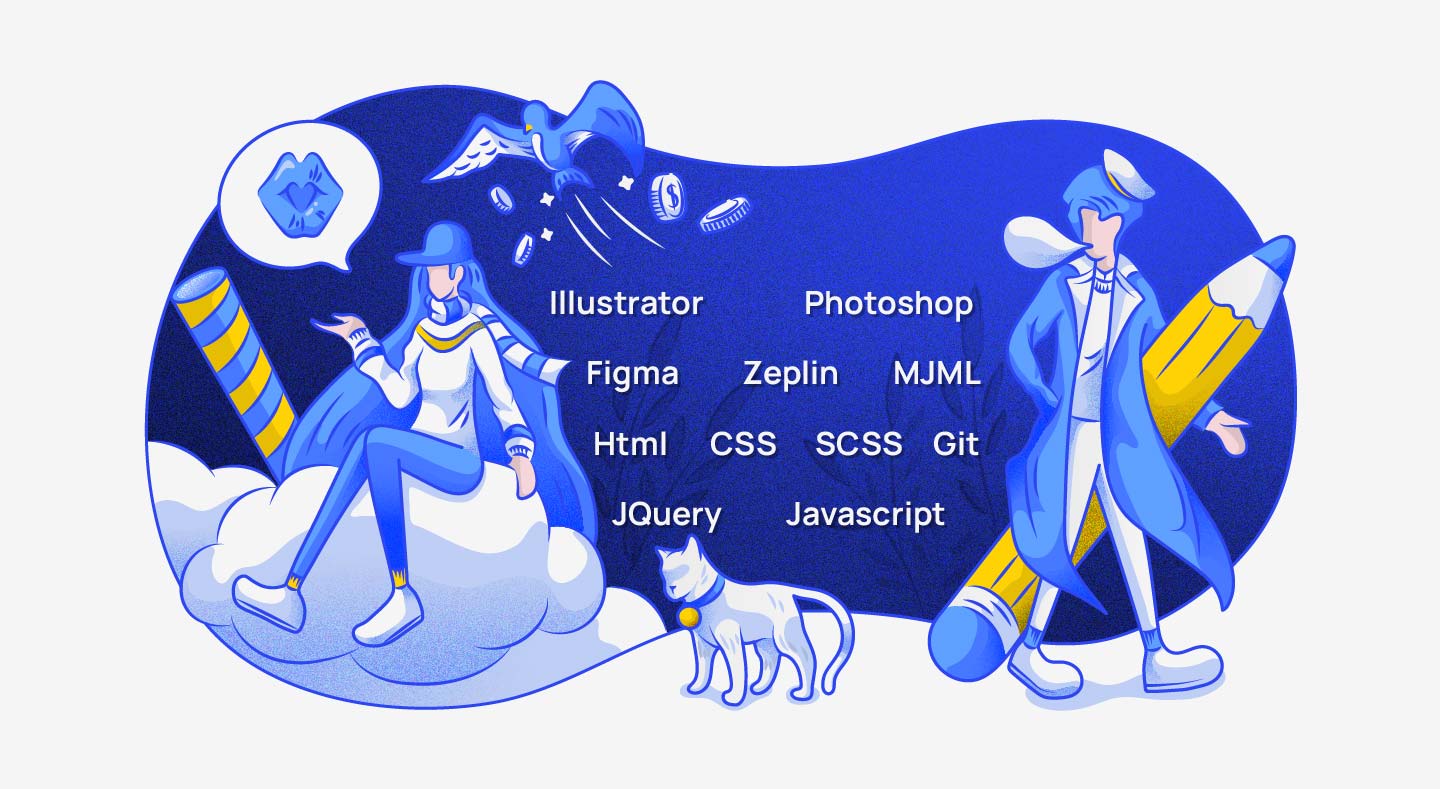 $
Illustrator Photoshop
Figma Zeplin MJML
Html CSS SCSS Git
JQuery Javascript